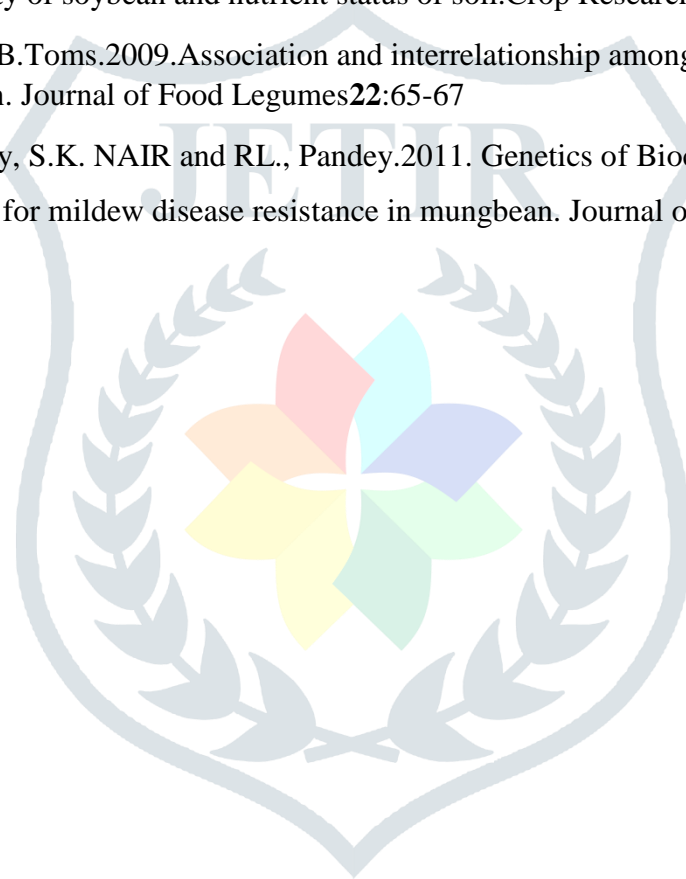 y of soybean and nutrient status of soil.Crop Research
B.Toms.2009.Association and interrelationship among
. Journal of Food Legumes22:65-67
y, S.K. NAIR and RL., Pandey.2011. Genetics of Bio
JETIR
for mildew disease resistance in mungbean. Journal o